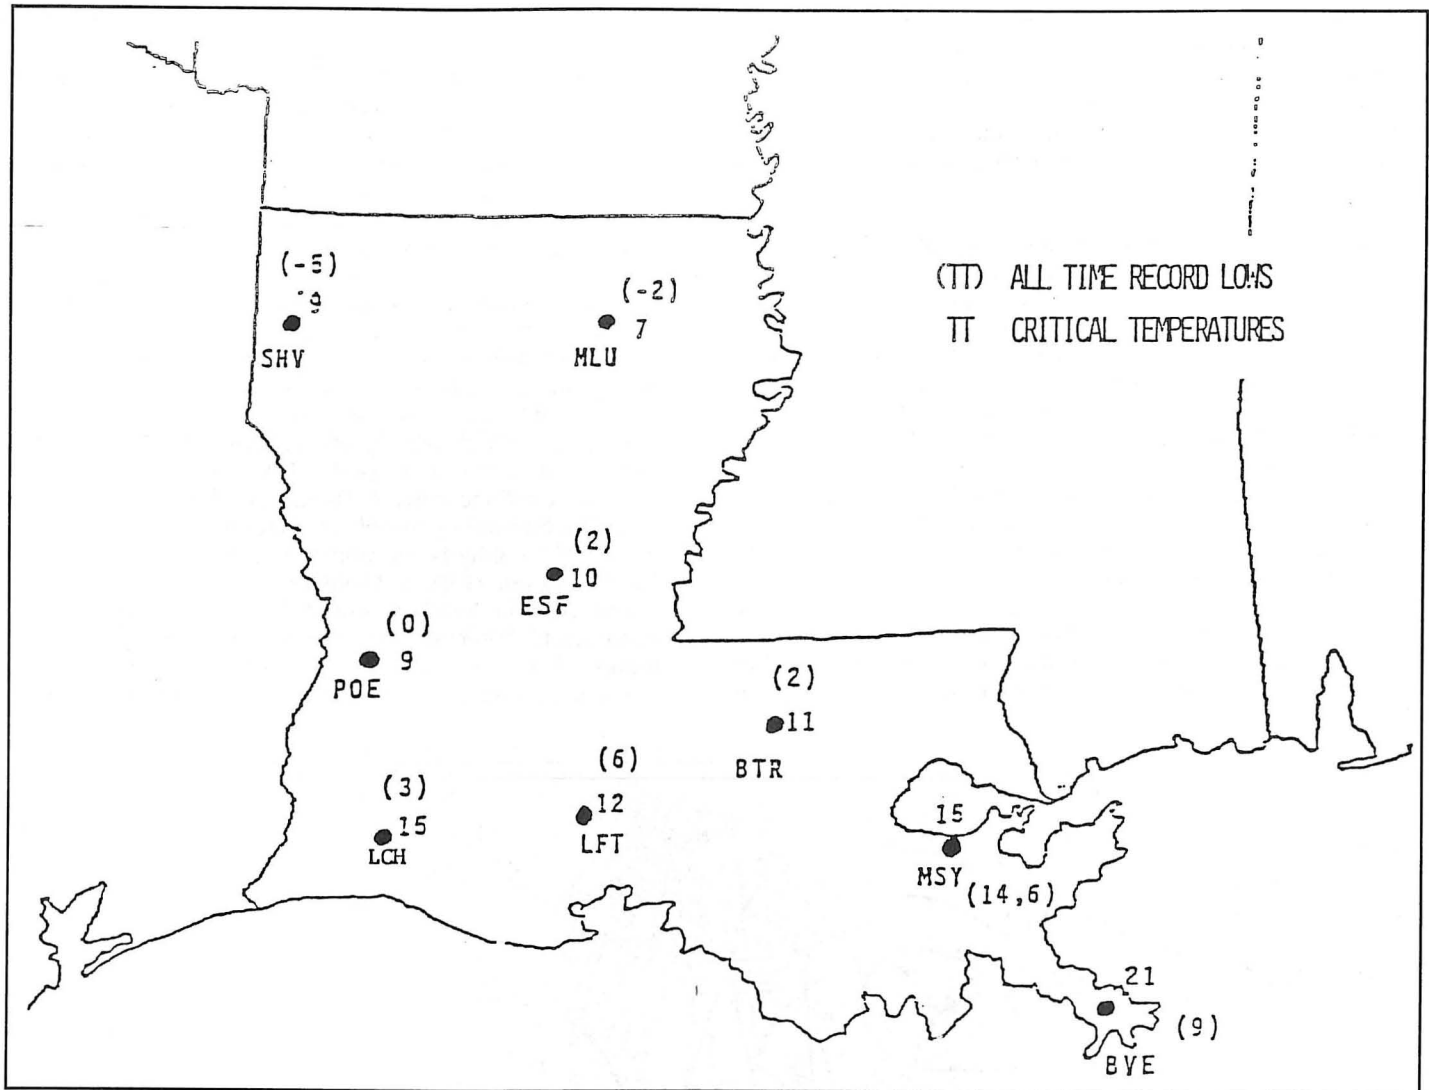 (TT) ALL TIME RECORD LOWS
TT CRITICAL TEMPERATURES
(-5)
9
SHV
(-2)
7
MLU
(2)
10
ESF
(0)
9
POE
(2)
11
BTR
(6)
12
LFT
(3)
15
LCH
15
MSY
(14,6)
21
(9)
BVE